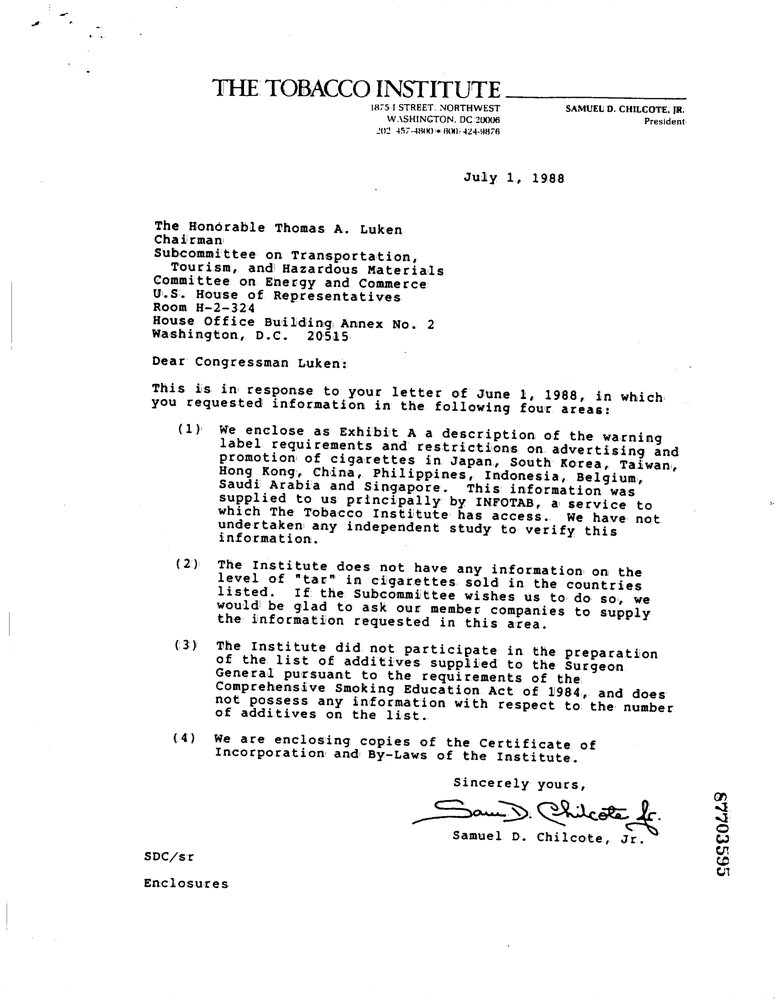 THE TOBACCO INSTITUTE
1875 I STREET, NORTHWEST
WASHINGTON, DC 20006
202 457-4800 • 800 424-9876
SAMUEL D. CHILCOTE, JR.
President
July 1, 1988
The Honorable Thomas A. Luken
Chairman
Subcommittee on Transportation,
Tourism, and Hazardous Materials
Committee on Energy and Commerce
U.S. House of Representatives
Room H-2-324
House Office Building Annex No. 2
Washington, D.C. 20515
Dear Congressman Luken:
This is in response to your letter of June 1, 1988, in which
you requested information in the following four areas:
(1) We enclose as Exhibit A a description of the warning
label requirements and restrictions on advertising and
promotion of cigarettes in Japan, South Korea, Taiwan,
Hong Kong, China, Philippines, Indonesia, Belgium,
Saudi Arabia and Singapore. This information was
supplied to us principally by INFOTAB, a service to
which The Tobacco Institute has access. We have not
undertaken any independent study to verify this
information.
(2) The Institute does not have any information on the
level of "tar" in cigarettes sold in the countries
listed. If the Subcommittee wishes us to do so, we
would be glad to ask our member companies to supply
the information requested in this area.
(3) The Institute did not participate in the preparation
of the list of additives supplied to the Surgeon
General pursuant to the requirements of the
Comprehensive Smoking Education Act of 1984, and does
not possess any information with respect to the number
of additives on the list.
(4) We are enclosing copies of the Certificate of
Incorporation and By-Laws of the Institute.
Sincerely yours,
Sam D. Chilcote Jr.
Samuel D. Chilcote, Jr.
SDC/sr
Enclosures
87703595